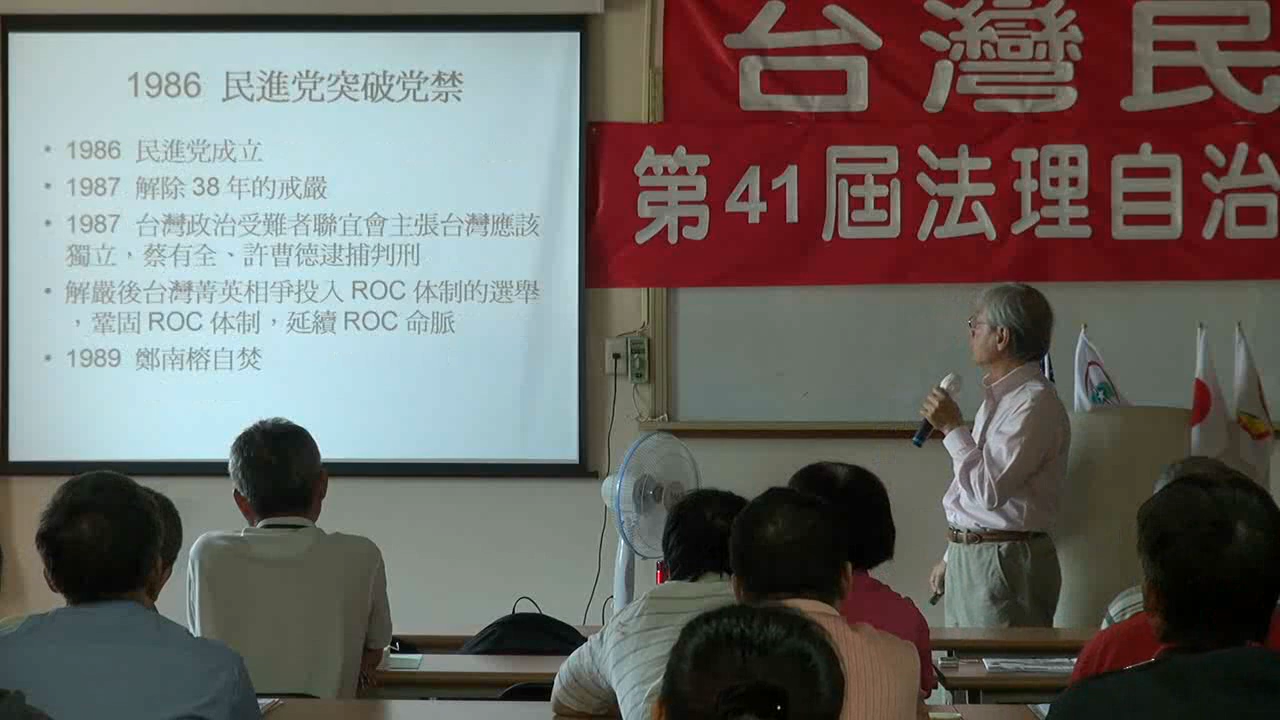 1986 民進党突破党禁
• 1986 民進党成立
• 1987 解除 38 年的戒嚴
• 1987 台灣政治受難者聯誼會主張台灣應該
獨立，蔡有全、許曹德逮捕判刑
• 解嚴後台灣菁英相爭投入 ROC 体制的選舉
，鞏固 ROC 体制，延續 ROC 命脈
• 1989 鄭南榕自焚
台灣民
第41屆法理自治